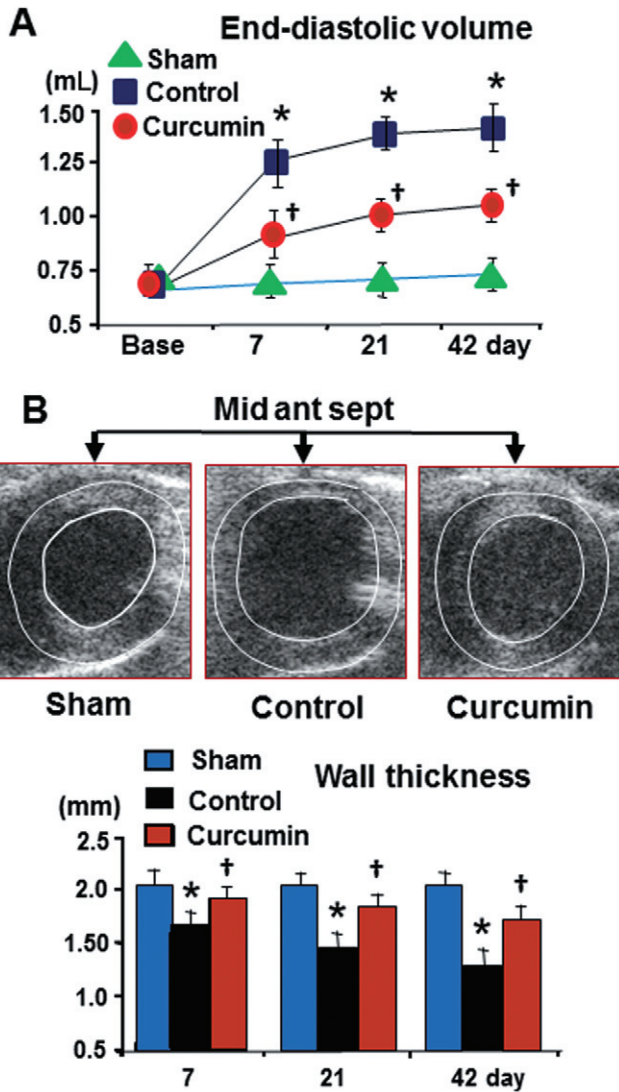 A End-diastolic volume
Sham
(mL) Control
Curcumin
1.50
1.25
1.00
0.75
0.5
* * *
† † †
Base 7 21 42 day
B Mid ant sept
Sham Control Curcumin
Sham
Wall thickness
(mm) Control
Curcumin
2.5
2.0
1.50
1.0
0.5
* † * † * †
7 21 42 day